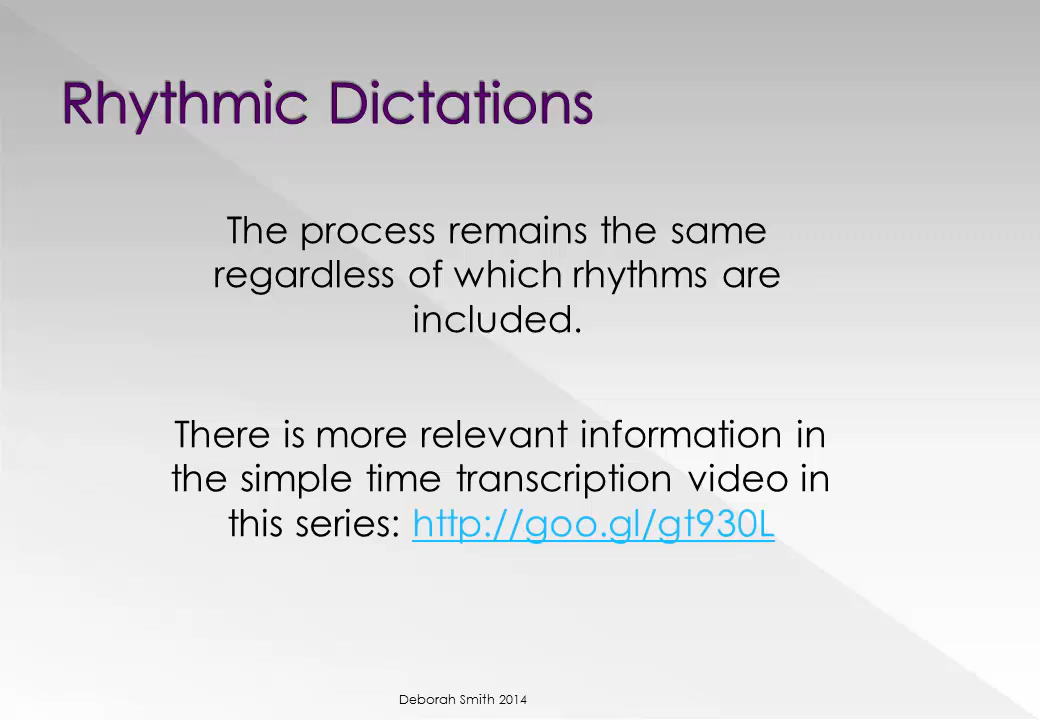 Rhythmic Dictations
The process remains the same
regardless of which rhythms are
included.
There is more relevant information in
the simple time transcription video in
this series: http://goo.gl/gt930L
Deborah Smith 2014